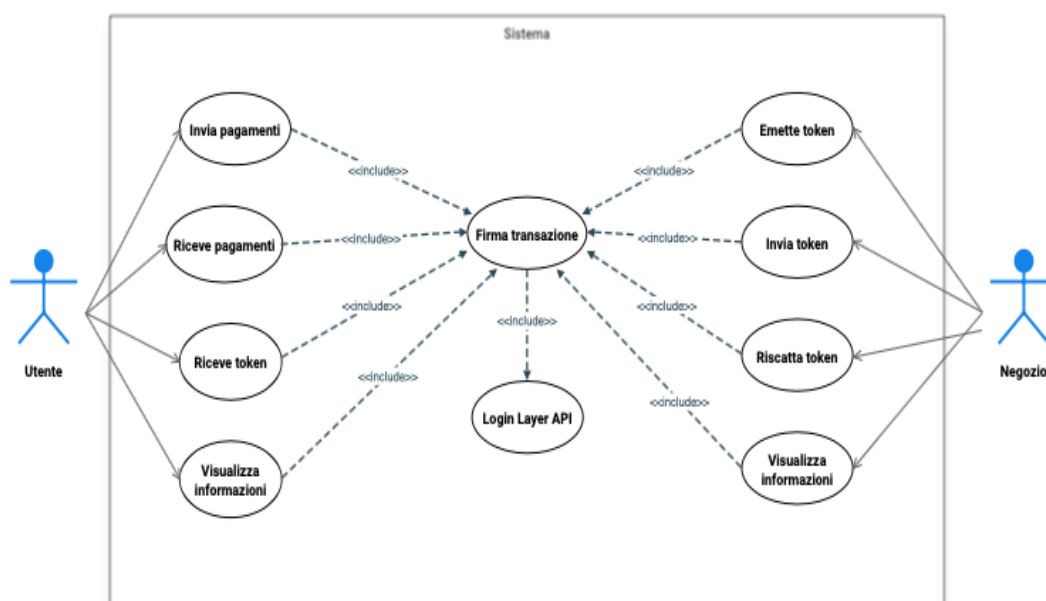 Sistema
Invia pagamenti
Emette token
<<include>>
<<include>>
Riceve pagamenti
<<include>>
Firma transazione
<<include>>
Invia token
Riceve token
<<include>>
<<include>>
<<include>>
Riscatta token
Utente
Negozio
<<include>>
Login Layer API
<<include>>
Visualizza
informazioni
Visualizza
informazioni